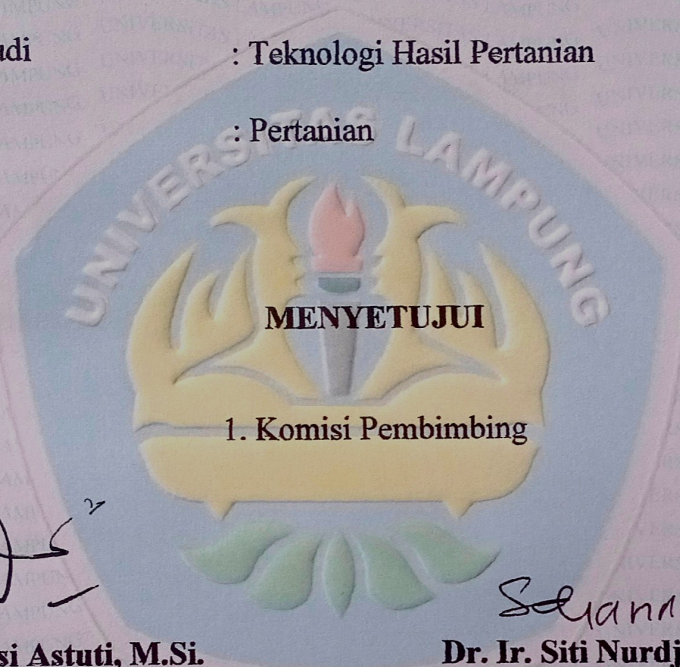 : Teknologi Hasil Pertanian
: Pertanian
UNIVERSITAS LAMPUNG
MENYETUJUI
1. Komisi Pembimbing
Astuti, M.Si.
Dr. Ir. Siti